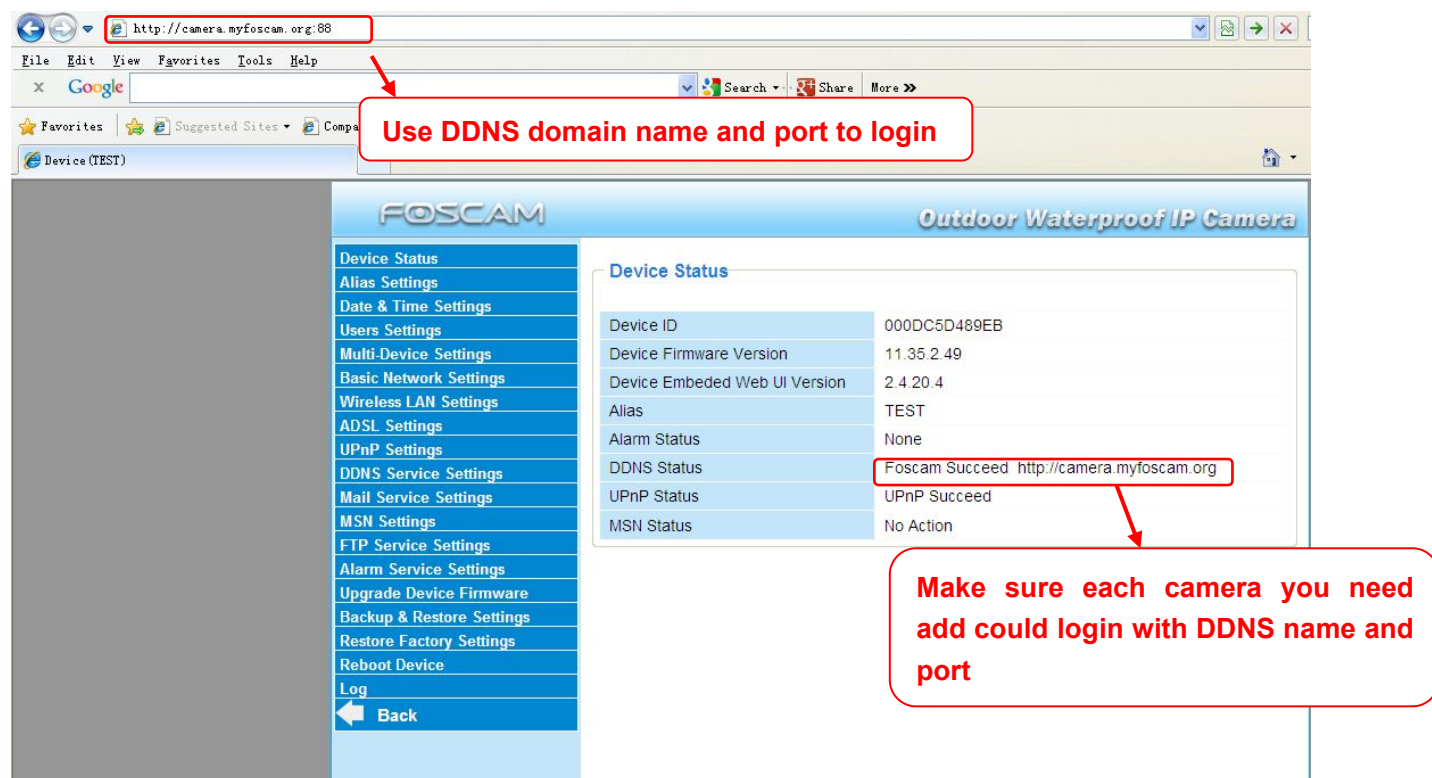 http://camera.myfoscam.org:88
File Edit View Favorites Tools Help
x Google Search Share More »
Favorites Suggested Sites Compa
Use DDNS domain name and port to login
Device(TEST)
FOSCAM
Outdoor Waterproof IP Camera
Device Status
Alias Settings
Date & Time Settings
Users Settings
Multi-Device Settings
Basic Network Settings
Wireless LAN Settings
ADSL Settings
UPnP Settings
DDNS Service Settings
Mail Service Settings
MSN Settings
FTP Service Settings
Alarm Service Settings
Upgrade Device Firmware
Backup & Restore Settings
Restore Factory Settings
Reboot Device
Log
Back
Device Status
Device ID 000DC5D489EB
Device Firmware Version 11.35.2.49
Device Embeded Web UI Version 2.4.20.4
Alias TEST
Alarm Status None
DDNS Status Foscam Succeed http://camera.myfoscam.org
UPnP Status UPnP Succeed
MSN Status No Action
Make sure each camera you need
add could login with DDNS name and
port